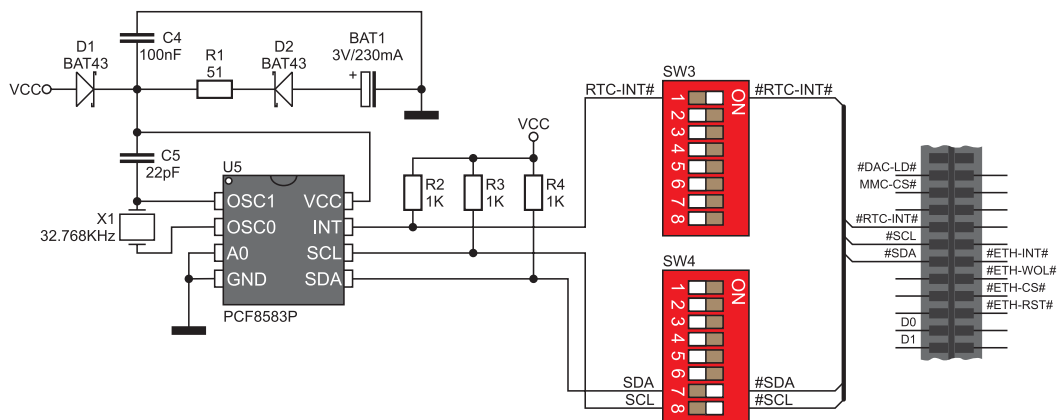 D1
BAT43
C4
100nF
R1
51
D2
BAT43
BAT1
3V/230mA
+
VCC
C5
22pF
X1
32.768KHz
U5
OSC1
OSC0
A0
GND
VCC
INT
SCL
SDA
PCF8583P
VCC
R2
1K
R3
1K
R4
1K
SW3
RTC-INT#
#RTC-INT#
ON
1
2
3
4
5
6
7
8
SW4
ON
1
2
3
4
5
6
7
8
SDA
SCL
#SDA
#SCL
#DAC-LD#
MMC-CS#
#RTC-INT#
#SCL
#SDA
D0
D1
#ETH-INT#
#ETH-WOL#
#ETH-CS#
#ETH-RST#